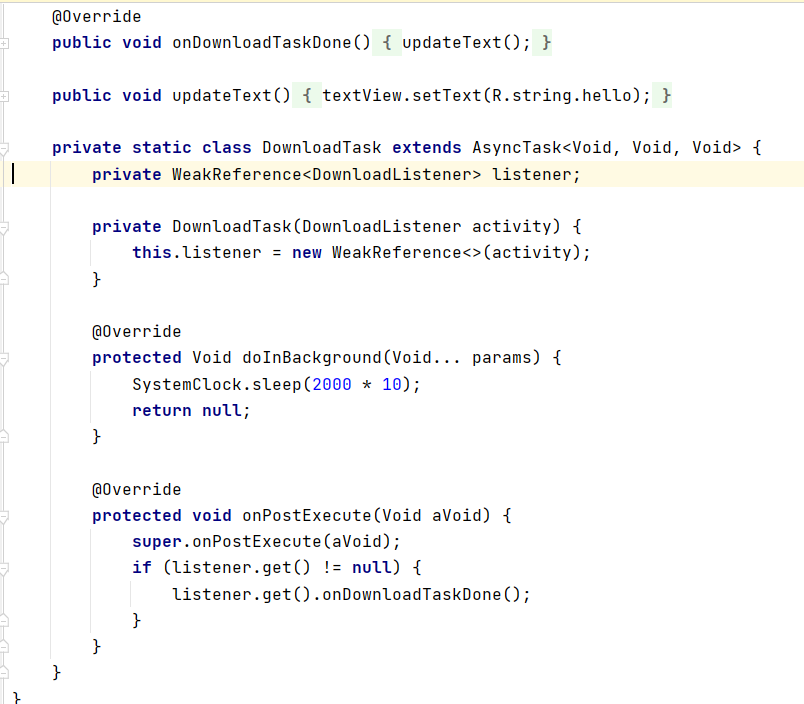 @Override
public void onDownloadTaskDone() { updateText(); }
public void updateText() { textView.setText(R.string.hello); }
private static class DownloadTask extends AsyncTask<Void, Void, Void> {
private WeakReference<DownloadListener> listener;
private DownloadTask(DownloadListener activity) {
this.listener = new WeakReference<>(activity);
}
@Override
protected Void doInBackground(Void... params) {
SystemClock.sleep(2000 * 10);
return null;
}
@Override
protected void onPostExecute(Void aVoid) {
super.onPostExecute(aVoid);
if (listener.get() != null) {
listener.get().onDownloadTaskDone();
}
}
}
}